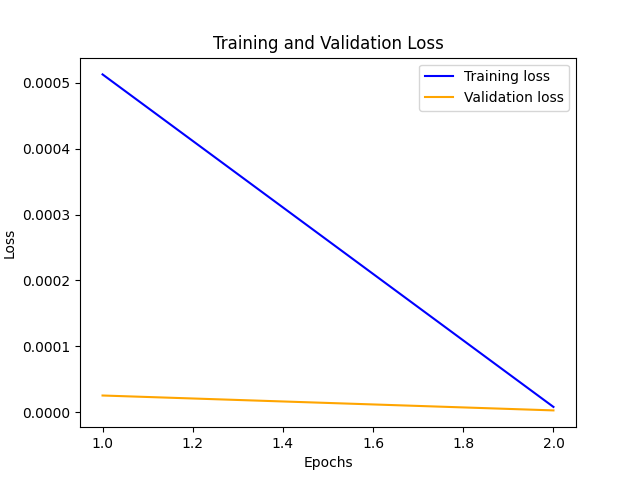 Training and Validation Loss
Training loss
Validation loss
0.0005
0.0004
0.0003
0.0002
0.0001
0.0000
Loss
1.0 1.2 1.4 1.6 1.8 2.0
Epochs